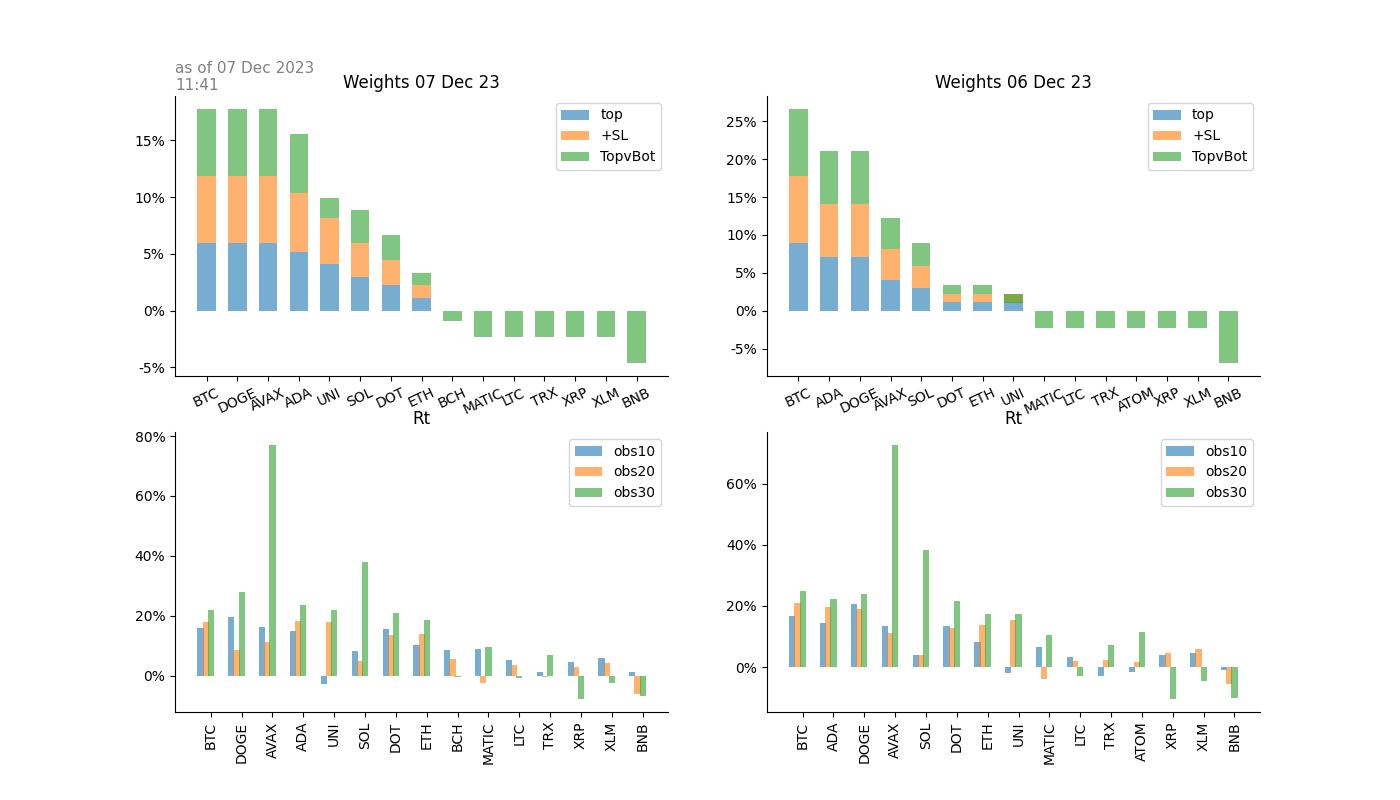 as of 07 Dec 2023
11:41
Weights 07 Dec 23
15%
10%
5%
0%
-5%
top
+SL
TopvBot
BTC DOGE AVAX ADA UNI SOL DOT ETH BCH MATIC LTC TRX XRP XLM BNB
Weights 06 Dec 23
25%
20%
15%
10%
5%
0%
-5%
top
+SL
TopvBot
BTC ADA DOGE AVAX SOL DOT ETH UNI MATIC LTC TRX ATOM XRP XLM BNB
Rt
80%
60%
40%
20%
0%
obs10
obs20
obs30
BTC DOGE AVAX ADA UNI SOL DOT ETH BCH MATIC LTC TRX XRP XLM BNB
Rt
60%
40%
20%
0%
obs10
obs20
obs30
BTC ADA DOGE AVAX SOL DOT ETH UNI MATIC LTC TRX ATOM XRP XLM BNB